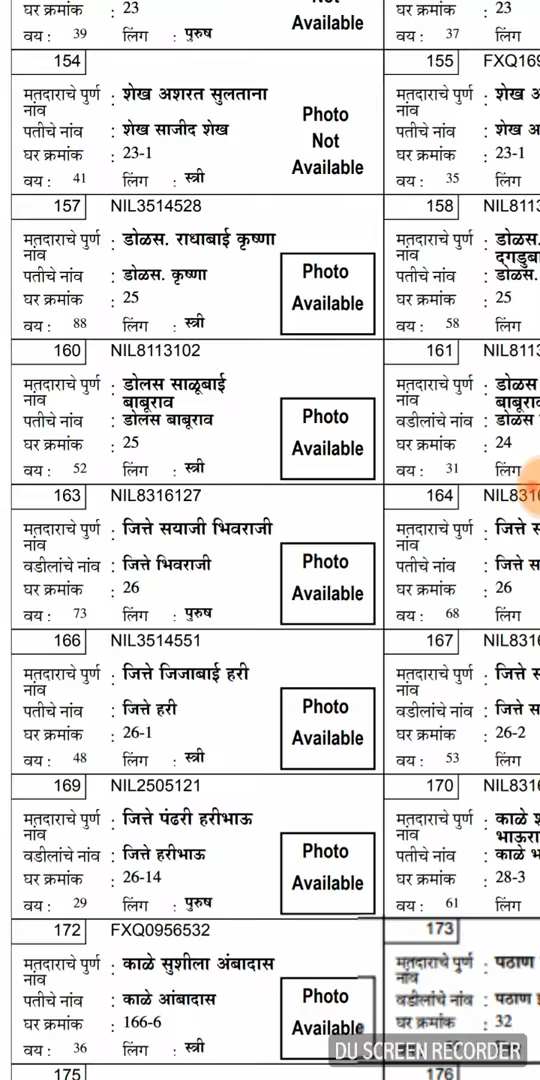 घर क्रमांक : 23
Not
Available
घर क्रमांक : 23
वय : 39 लिंग : पुरुष
वय : 37 लिंग
154
155 FXQ169
मतदाराचे पुर्ण : शेख अशरत सुलताना
नांव
पतीचे नांव : शेख साजीद शेख
घर क्रमांक : 23-1
वय : 41 लिंग : स्त्री
Photo
Not
Available
मतदाराचे पुर्ण : शेख
नांव
पतीचे नांव : शेख
घर क्रमांक : 23-1
वय : 35 लिंग
157 NIL3514528
158 NIL8113
मतदाराचे पुर्ण : डोळस. राधाबाई कृष्णा
नांव
पतीचे नांव : डोळस. कृष्णा
घर क्रमांक : 25
वय : 88 लिंग : स्त्री
Photo
Available
मतदाराचे पुर्ण : डोळस.
नांव
पतीचे नांव : डोळस.
घर क्रमांक : 25
वय : 58 लिंग
160 NIL8113102
161 NIL8113
मतदाराचे पुर्ण : डोलस साळूबाई
नांव बाबूराव
पतीचे नांव : डोलस बाबूराव
घर क्रमांक : 25
वय : 52 लिंग : स्त्री
Photo
Available
मतदाराचे पुर्ण : डोळस
नांव
वडीलांचे नांव : डोळस
घर क्रमांक : 24
वय : 31 लिंग
163 NIL8316127
164 NIL831
मतदाराचे पुर्ण : जित्ते सयाजी भिवराजी
नांव
वडीलांचे नांव : जित्ते भिवराजी
घर क्रमांक : 26
वय : 73 लिंग : पुरुष
Photo
Available
मतदाराचे पुर्ण : जित्ते
नांव
पतीचे नांव : जित्ते
घर क्रमांक : 26
वय : 68 लिंग
166 NIL3514551
167 NIL8316
मतदाराचे पुर्ण : जित्ते जिजाबाई हरी
नांव
पतीचे नांव : जित्ते हरी
घर क्रमांक : 26-1
वय : 48 लिंग : स्त्री
Photo
Available
मतदाराचे पुर्ण : जित्ते
नांव
वडीलांचे नांव : जित्ते
घर क्रमांक : 26-2
वय : 53 लिंग
169 NIL2505121
170 NIL8316
मतदाराचे पुर्ण : जित्ते पंढरी हरीभाऊ
नांव
वडीलांचे नांव : जित्ते हरीभाऊ
घर क्रमांक : 26-14
वय : 29 लिंग : पुरुष
Photo
Available
मतदाराचे पुर्ण : काळे
नांव
पतीचे नांव : काळे
घर क्रमांक : 28-3
वय : 61 लिंग
172 FXQ0956532
173
मतदाराचे पुर्ण : काळे सुशीला अंबादास
नांव
पतीचे नांव : काळे आंबादास
घर क्रमांक : 166-6
वय : 36 लिंग : स्त्री
Photo
Available
मतदाराचे पुर्ण : पठाण
नांव
वडीलांचे नांव : पठाण
घर क्रमांक : 32
DU SCREEN RECORDER
175
176